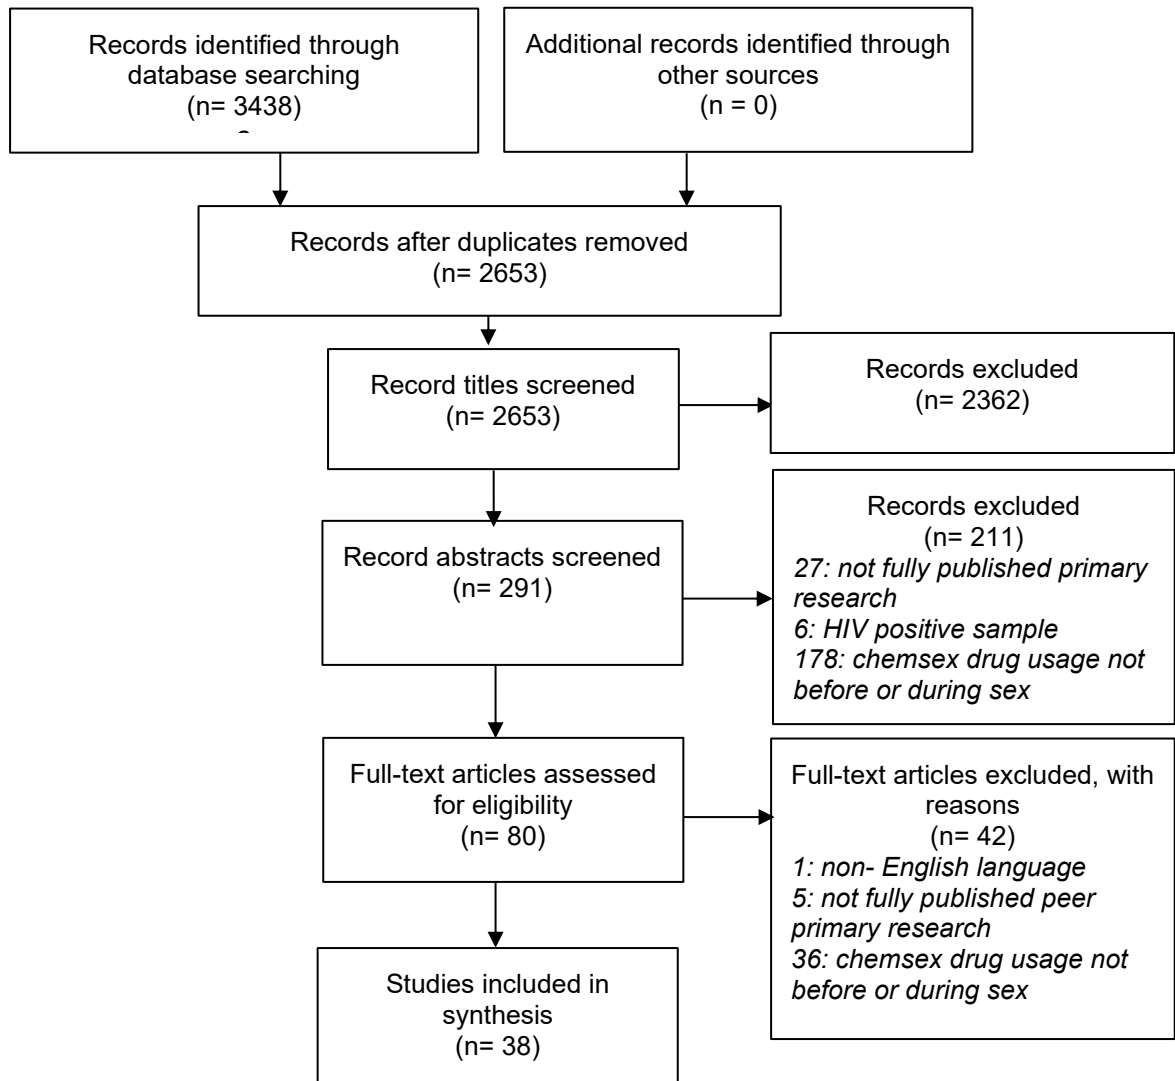 Records identified through
database searching
(n= 3438)
Additional records identified through
other sources
(n = 0)
Records after duplicates removed
(n= 2653)
Record titles screened
(n= 2653)
Records excluded
(n= 2362)
Record abstracts screened
(n= 291)
Records excluded
(n= 211)
27: not fully published primary
research
6: HIV positive sample
178: chemsex drug usage not
before or during sex
Full-text articles assessed
for eligibility
(n= 80)
Full-text articles excluded, with
reasons
(n= 42)
1: non- English language
5: not fully published peer
primary research
36: chemsex drug usage not
before or during sex
Studies included in
synthesis
(n= 38)